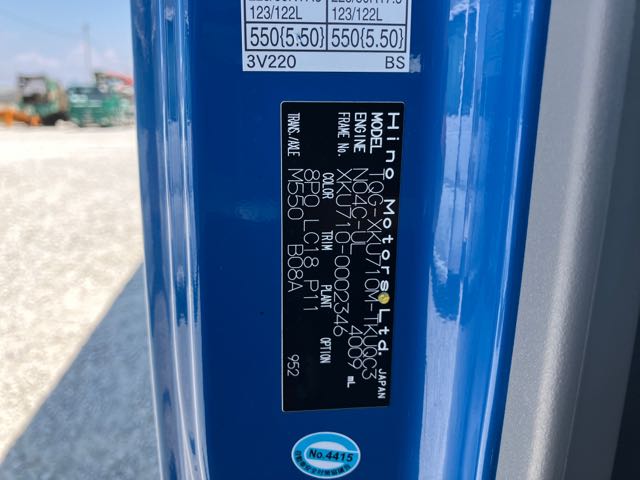 123/122L 123/122L
550{5.50} 550{5.50}
3V220 BS
Hino Motors, Ltd. JAPAN
MODEL TQG-XKU710M-TKUQC3
ENGINE N04C-UL 4009 mL
FRAME No. XKU710-0002346
COLOR TRIM PLANT OPTION
8P0 LC18 P11
TRANS./AXLE M550 B08A 952
No.4415